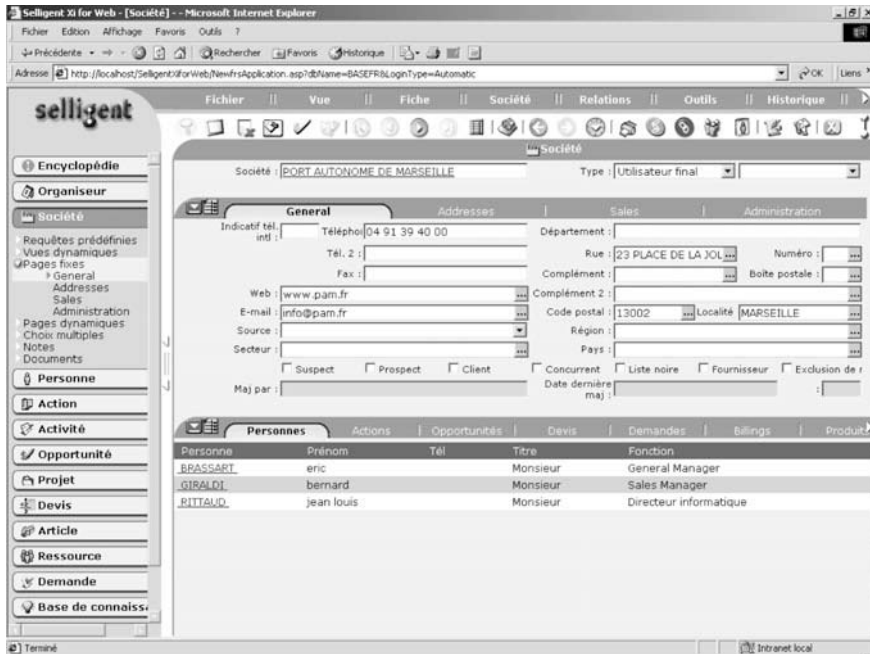 Selligent Xi for Web - [Société] - - Microsoft Internet Explorer
Fichier Edition Affichage Favoris Outils ?
Précédente Rechercher Favoris Historique
Adresse http://localhost/SelligentXiforWeb/NewfrsApplication.asp?dbName=BASEFR&LoginType=Automatic OK Liens
selligent
Fichier Vue Fiche Société Relations Outils Historique
Société
Société : PORT AUTONOME DE MARSEILLE Type : Utilisateur final
General Addresses Sales Administration
Indicatif tél. intl : Téléphoi 04 91 39 40 00 Département :
Tél. 2 : Rue : 23 PLACE DE LA JOL Numéro :
Fax : Complément : Boîte postale :
Web : www.pam.fr Complément 2 :
E-mail : info@pam.fr Code postal : 13002 Localité MARSEILLE
Source : Région :
Secteur : Pays :
Suspect Prospect Client Concurrent Liste noire Fournisseur Exclusion de r
Maj par : Date dernière maj : :
Personnes Actions Opportunités Devis Demandes Billings Produit
Personne Prénom Tél Titre Fonction
BRASSART eric Monsieur General Manager
GIRALDI bernard Monsieur Sales Manager
RITTAUD jean louis Monsieur Directeur informatique
Encyclopédie
Organiseur
Société
Requêtes prédéfinies
Vues dynamiques
Pages fixes
General
Addresses
Sales
Administration
Pages dynamiques
Choix multiples
Notes
Documents
Personne
Action
Activité
Opportunité
Projet
Devis
Article
Ressource
Demande
Base de connaiss
Terminé Intranet local